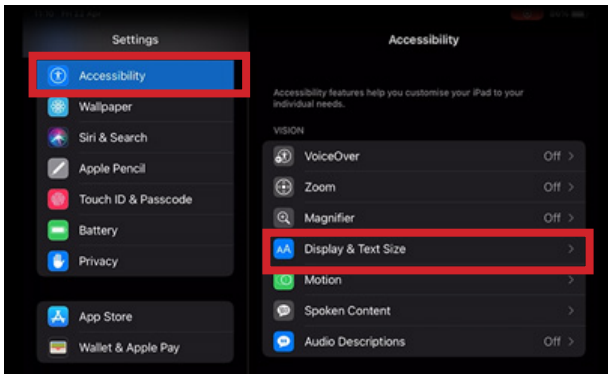 Settings
Accessibility
Wallpaper
Siri & Search
Apple Pencil
Touch ID & Passcode
Battery
Privacy
App Store
Wallet & Apple Pay
Accessibility
Accessibility features help you customise your iPad to your
individual needs.
VISION
VoiceOver Off
Zoom Off
Magnifier Off
AA Display & Text Size
Motion
Spoken Content
Audio Descriptions Off